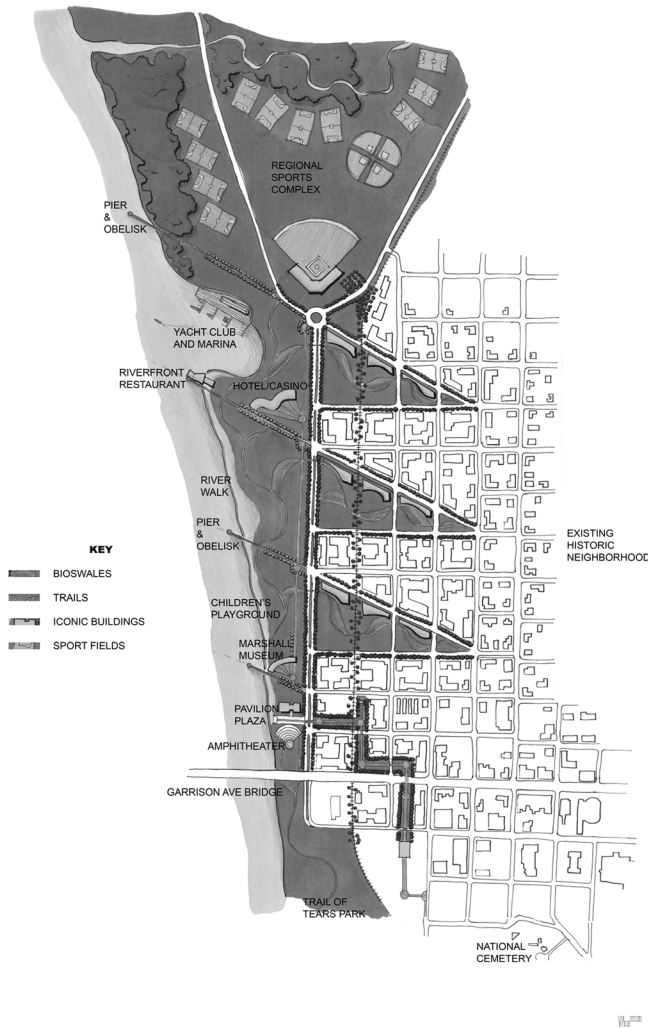 REGIONAL
SPORTS
COMPLEX
PIER
&
OBELISK
YACHT CLUB
AND MARINA
RIVERFRONT
RESTAURANT
HOTEL/CASINO
RIVER
WALK
PIER
&
OBELISK
EXISTING
HISTORIC
NEIGHBORHOOD
KEY
BIOSWALES
TRAILS
ICONIC BUILDINGS
SPORT FIELDS
CHILDREN'S
PLAYGROUND
MARSHALL
MUSEUM
PAVILION
PLAZA
AMPHITHEATER
GARRISON AVE BRIDGE
TRAIL OF
TEARS PARK
NATIONAL
CEMETERY